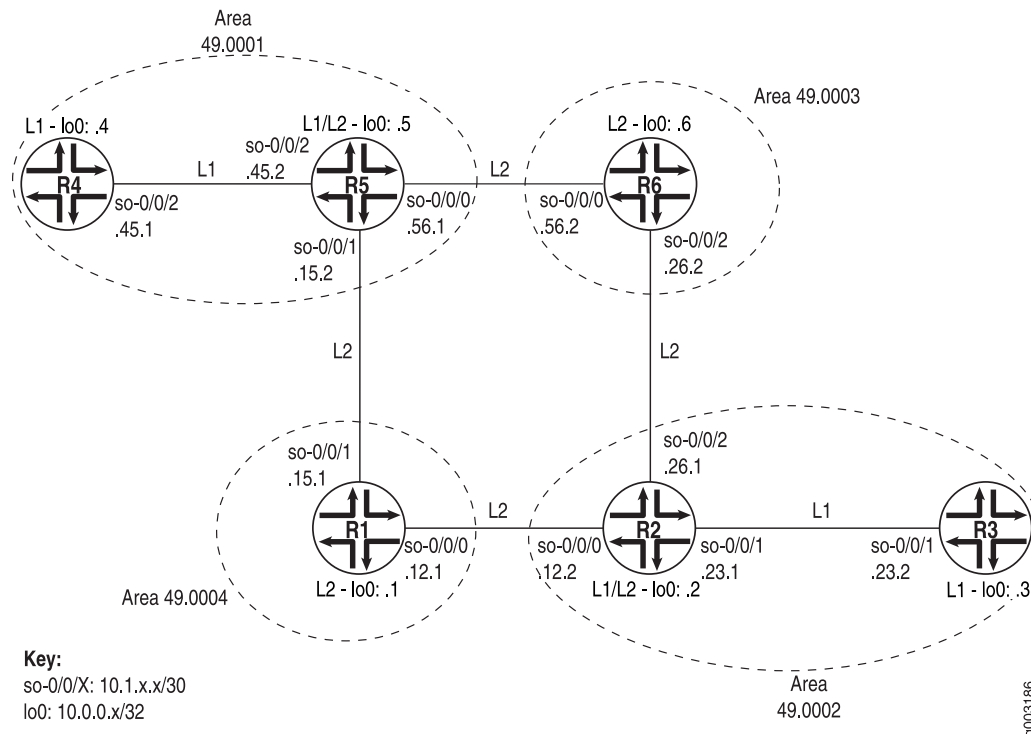 Area
49.0001
Area 49.0003
L1 - lo0: .4
L1/L2 - lo0: .5
L2 - lo0: .6
so-0/0/2
.45.2
L1
L2
R4
R5
R6
so-0/0/2
.45.1
so-0/0/0
.56.1
so-0/0/0
.56.2
so-0/0/1
.15.2
so-0/0/2
.26.2
L2
L2
so-0/0/1
.15.1
so-0/0/2
.26.1
L2
L1
R1
R2
R3
so-0/0/0
.12.1
so-0/0/0
.12.2
so-0/0/1
.23.1
so-0/0/1
.23.2
L2 - lo0: .1
L1/L2 - lo0: .2
L1 - lo0: .3
Area 49.0004
Key:
so-0/0/X: 10.1.x.x/30
lo0: 10.0.0.x/32
Area
49.0002
g003186